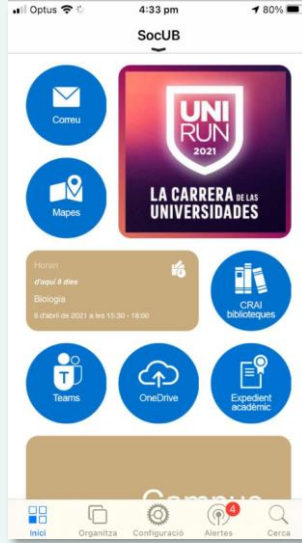 Optus 4:33 pm 80%
SocUB
Correu
UNI
RUN
2021
LA CARRERA DE LAS
UNIVERSIDADES
Mapes
Horari
d'aquí 8 dies
Biologia
6 d'abril de 2021 a les 15:30 - 18:00
CRAI
biblioteques
T
Teams
OneDrive
Expedient
acadèmic
Campus
Inici Organitza Configuració Alertes 4 Cerca